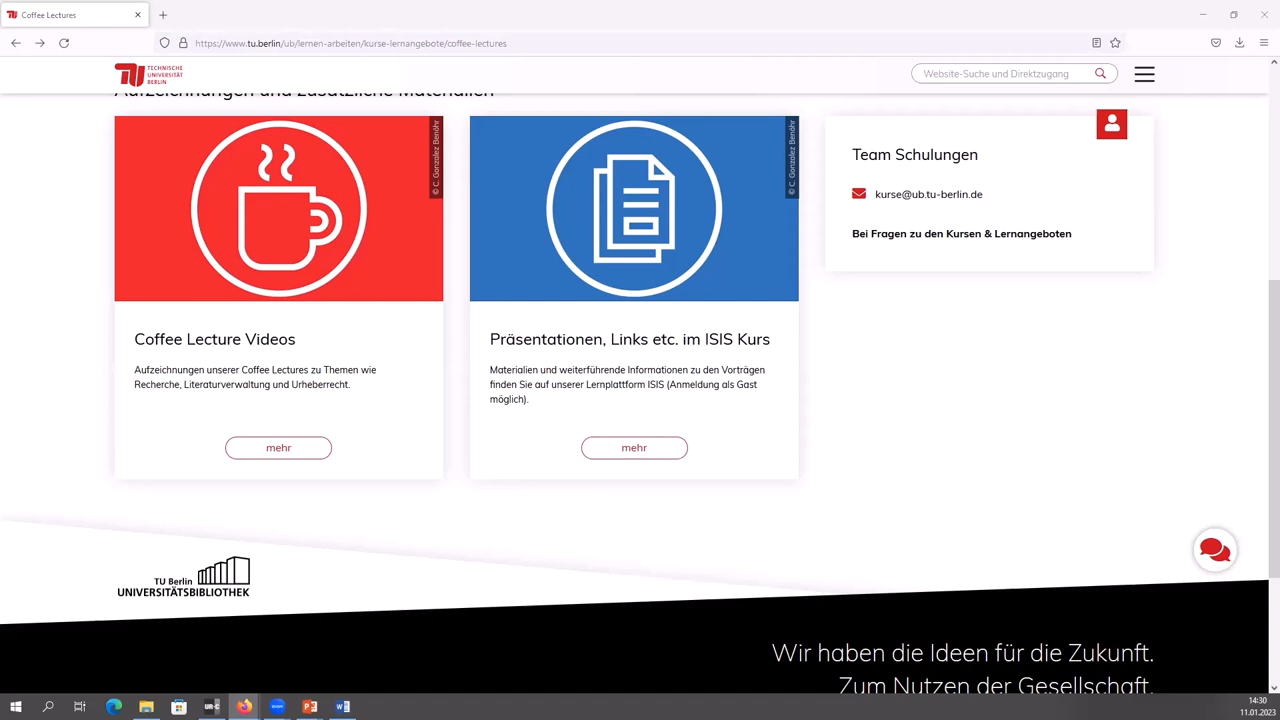 Coffee Lectures
https://www.tu.berlin/ub/lernen-arbeiten/kurse-lernangebote/coffee-lectures
TECHNISCHE
UNIVERSITÄT
BERLIN
Website-Suche und Direktzugang
Aufzeichnungen und zusätzliche Materialien
© C. Gonzalez Benöhr
© C. Gonzalez Benöhr
Team Schulungen
kurse@ub.tu-berlin.de
Bei Fragen zu den Kursen & Lernangeboten
Coffee Lecture Videos
Aufzeichnungen unserer Coffee Lectures zu Themen wie
Recherche, Literaturverwaltung und Urheberrecht.
mehr
Präsentationen, Links etc. im ISIS Kurs
Materialien und weiterführende Informationen zu den Vorträgen
finden Sie auf unserer Lernplattform ISIS (Anmeldung als Gast
möglich).
mehr
TU Berlin
UNIVERSITÄTSBIBLIOTHEK
Wir haben die Ideen für die Zukunft.
Zum Nutzen der Gesellschaft.
14:30
11.01.2023